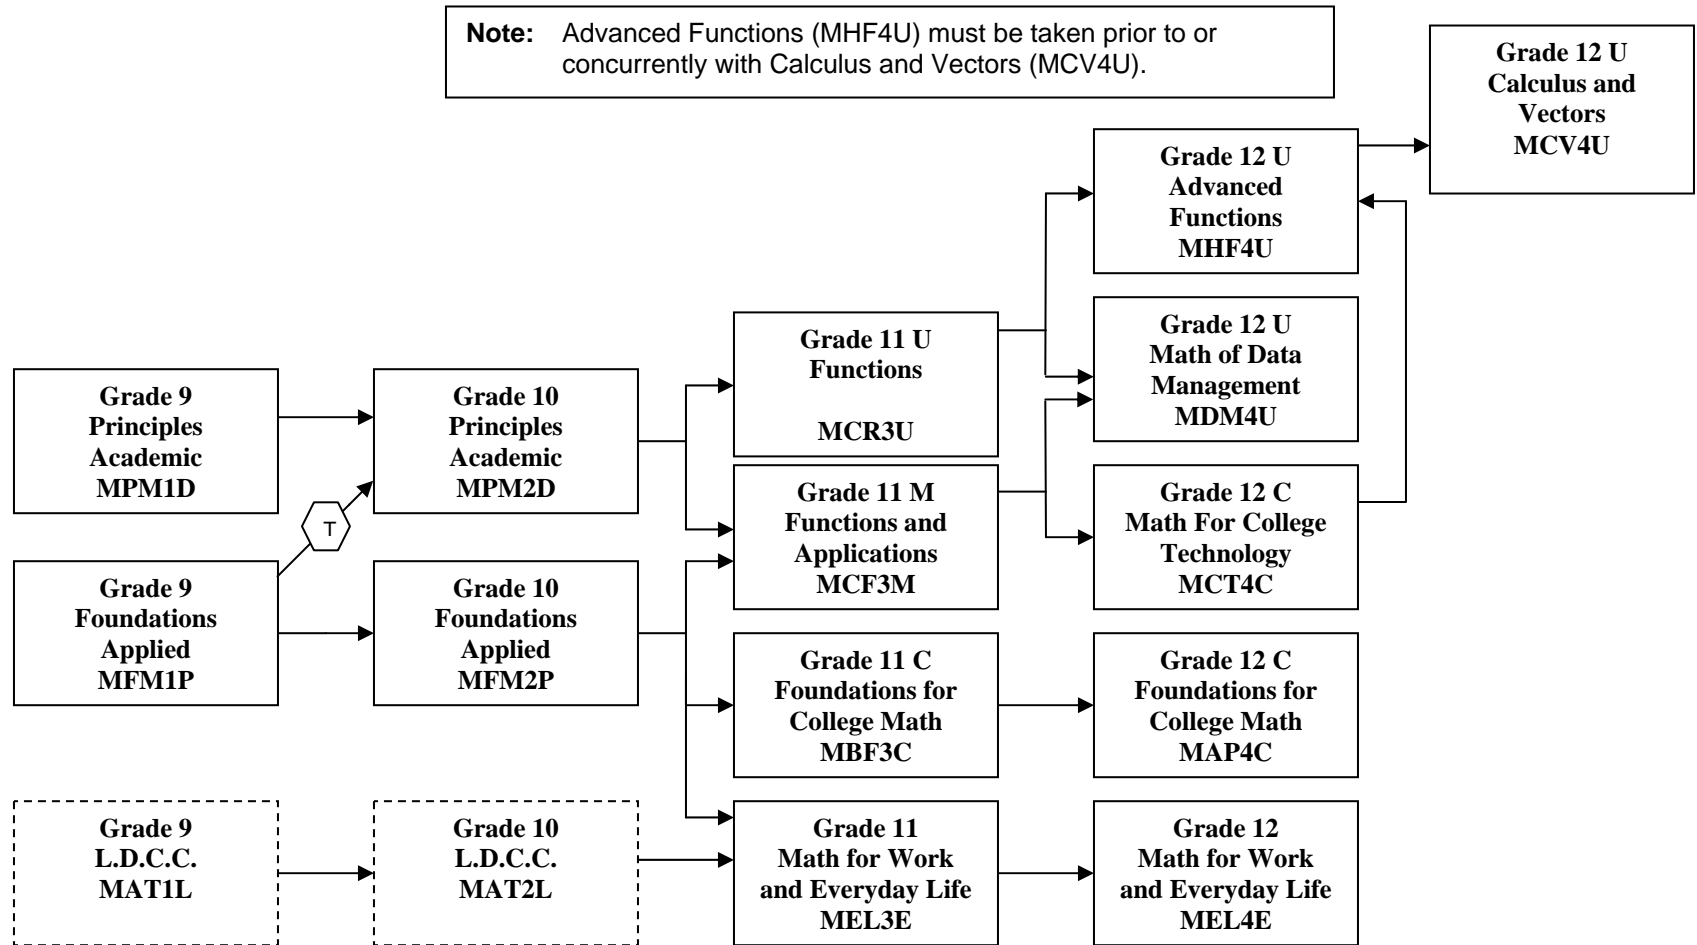 Note: Advanced Functions (MHF4U) must be taken prior to or
concurrently with Calculus and Vectors (MCV4U).
Grade 12 U
Calculus and
Vectors
MCV4U
Grade 12 U
Advanced
Functions
MHF4U
Grade 11 U
Functions
MCR3U
Grade 12 U
Math of Data
Management
MDM4U
Grade 9
Principles
Academic
MPM1D
Grade 10
Principles
Academic
MPM2D
T
Grade 11 M
Functions and
Applications
MCF3M
Grade 12 C
Math For College
Technology
MCT4C
Grade 9
Foundations
Applied
MFM1P
Grade 10
Foundations
Applied
MFM2P
Grade 11 C
Foundations for
College Math
MBF3C
Grade 12 C
Foundations for
College Math
MAP4C
Grade 9
L.D.C.C.
MAT1L
Grade 10
L.D.C.C.
MAT2L
Grade 11
Math for Work
and Everyday Life
MEL3E
Grade 12
Math for Work
and Everyday Life
MEL4E